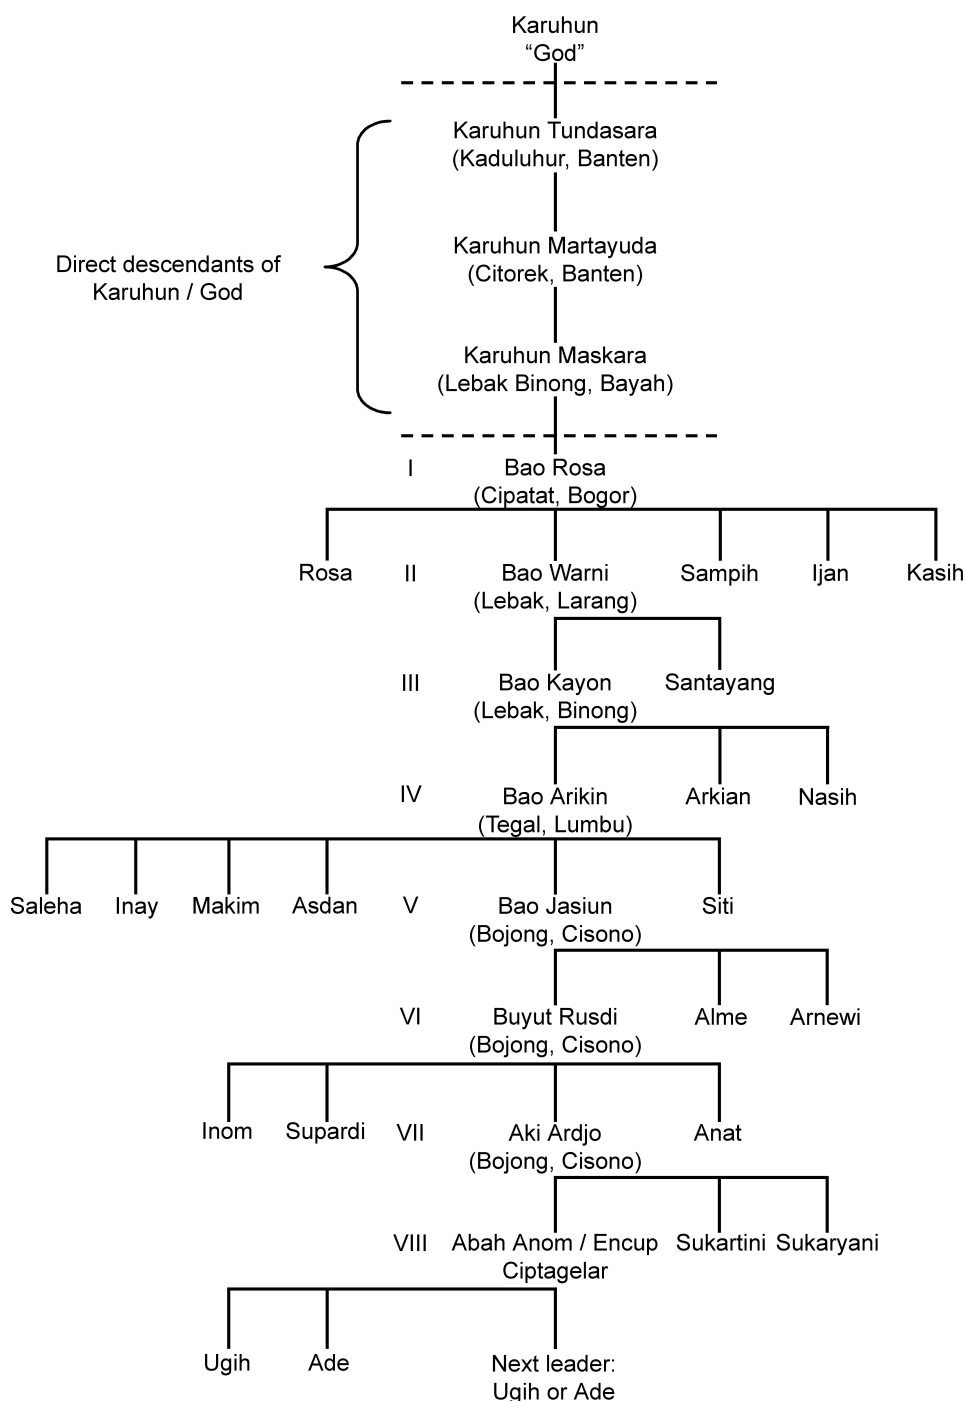 Karuhun
“God”
Karuhun Tundasara
(Kaduluhur, Banten)
Karuhun Martayuda
(Citorek, Banten)
Direct descendants of
Karuhun / God
Karuhun Maskara
(Lebak Binong, Bayah)
I Bao Rosa
(Cipatat, Bogor)
Rosa II Bao Warni Sampih Ijan Kasih
(Lebak, Larang)
III Bao Kayon Santayang
(Lebak, Binong)
IV Bao Arikin Arkian Nasih
(Tegal, Lumbu)
Saleha Inay Makim Asdan V Bao Jasiun Siti
(Bojong, Cisono)
VI Buyut Rusdi Alme Arnewi
(Bojong, Cisono)
Inom Supardi VII Aki Ardjo Anat
(Bojong, Cisono)
VIII Abah Anom / Encup Sukartini Sukaryani
Ciptagelar
Ugih Ade Next leader:
Ugih or Ade